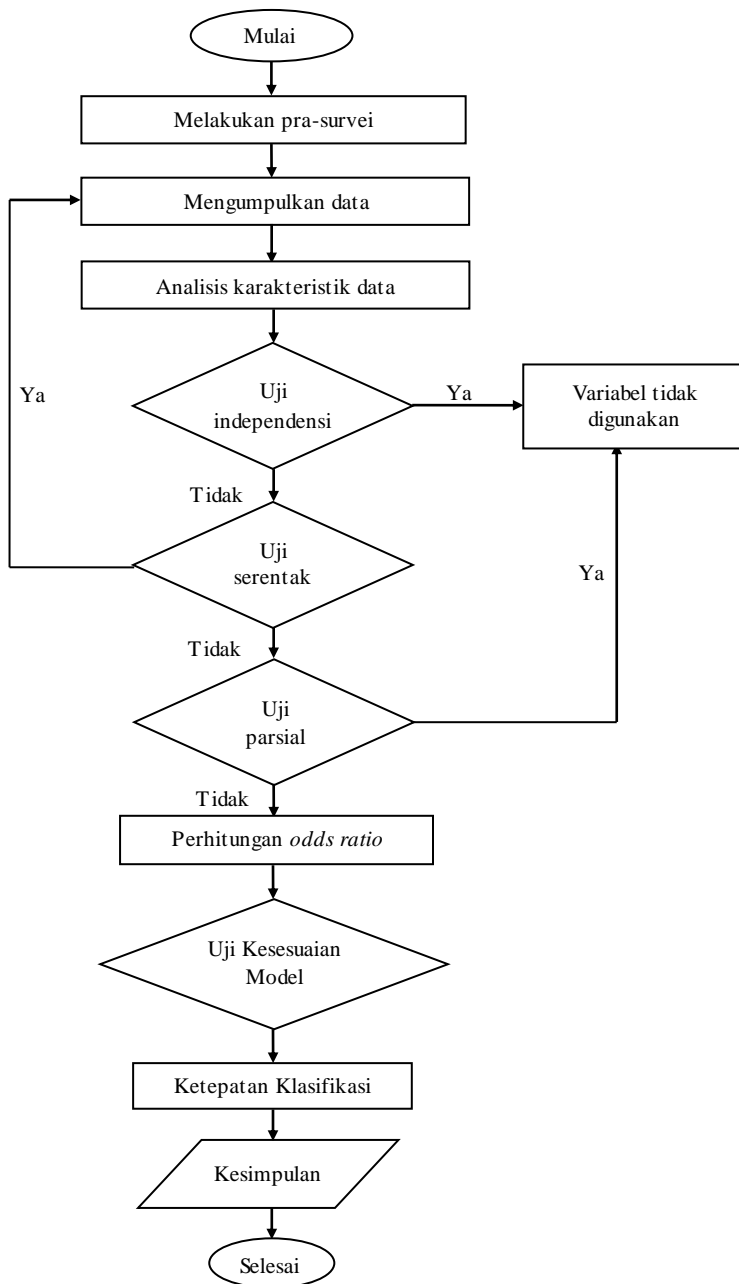 Mulai
Melakukan pra-survei
Mengumpulkan data
Analisis karakteristik data
Ya
Uji
independensi
Ya
Variabel tidak
digunakan
Tidak
Uji
serentak
Ya
Tidak
Uji
parsial
Tidak
Perhitungan odds ratio
Uji Kesesuaian
Model
Ketepatan Klasifikasi
Kesimpulan
Selesai